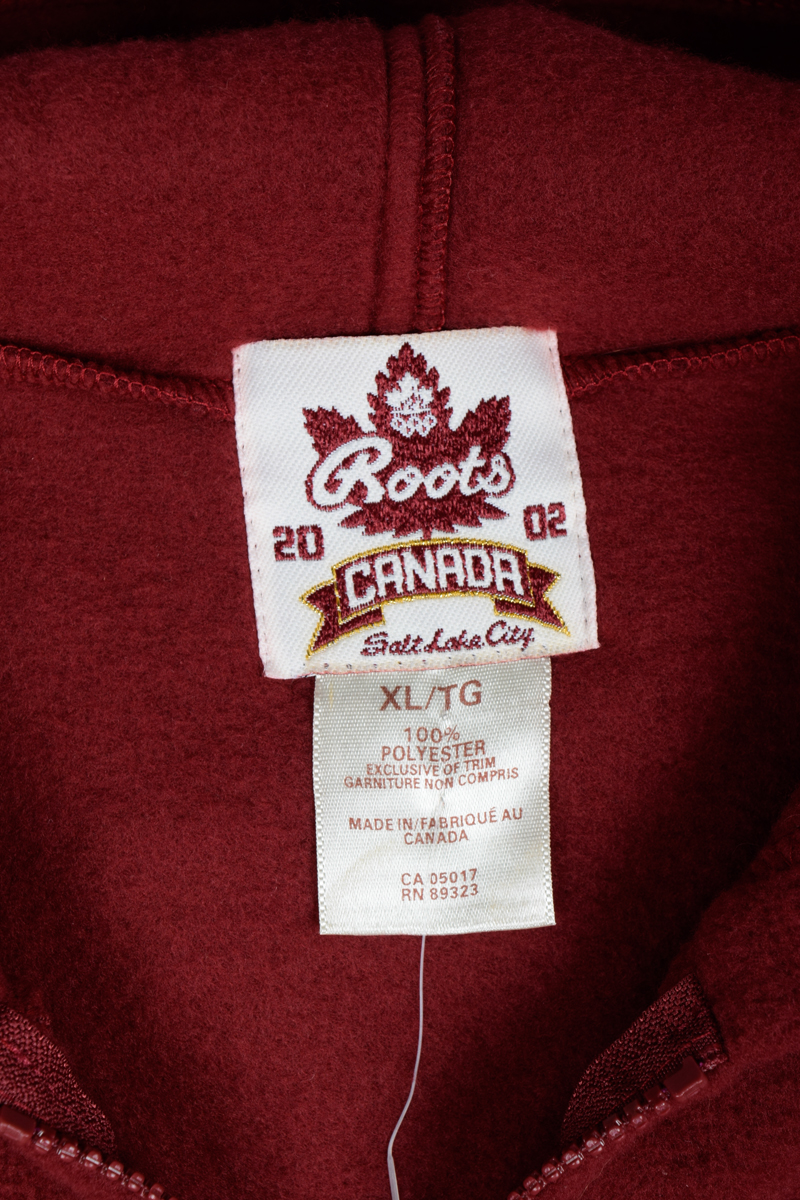 Roots
20 02
CANADA
Salt Lake City
XL/TG
100%
POLYESTER
EXCLUSIVE OF TRIM
GARNITURE NON COMPRIS
MADE IN/FABRIQUÉ AU
CANADA
CA 05017
RN 89323